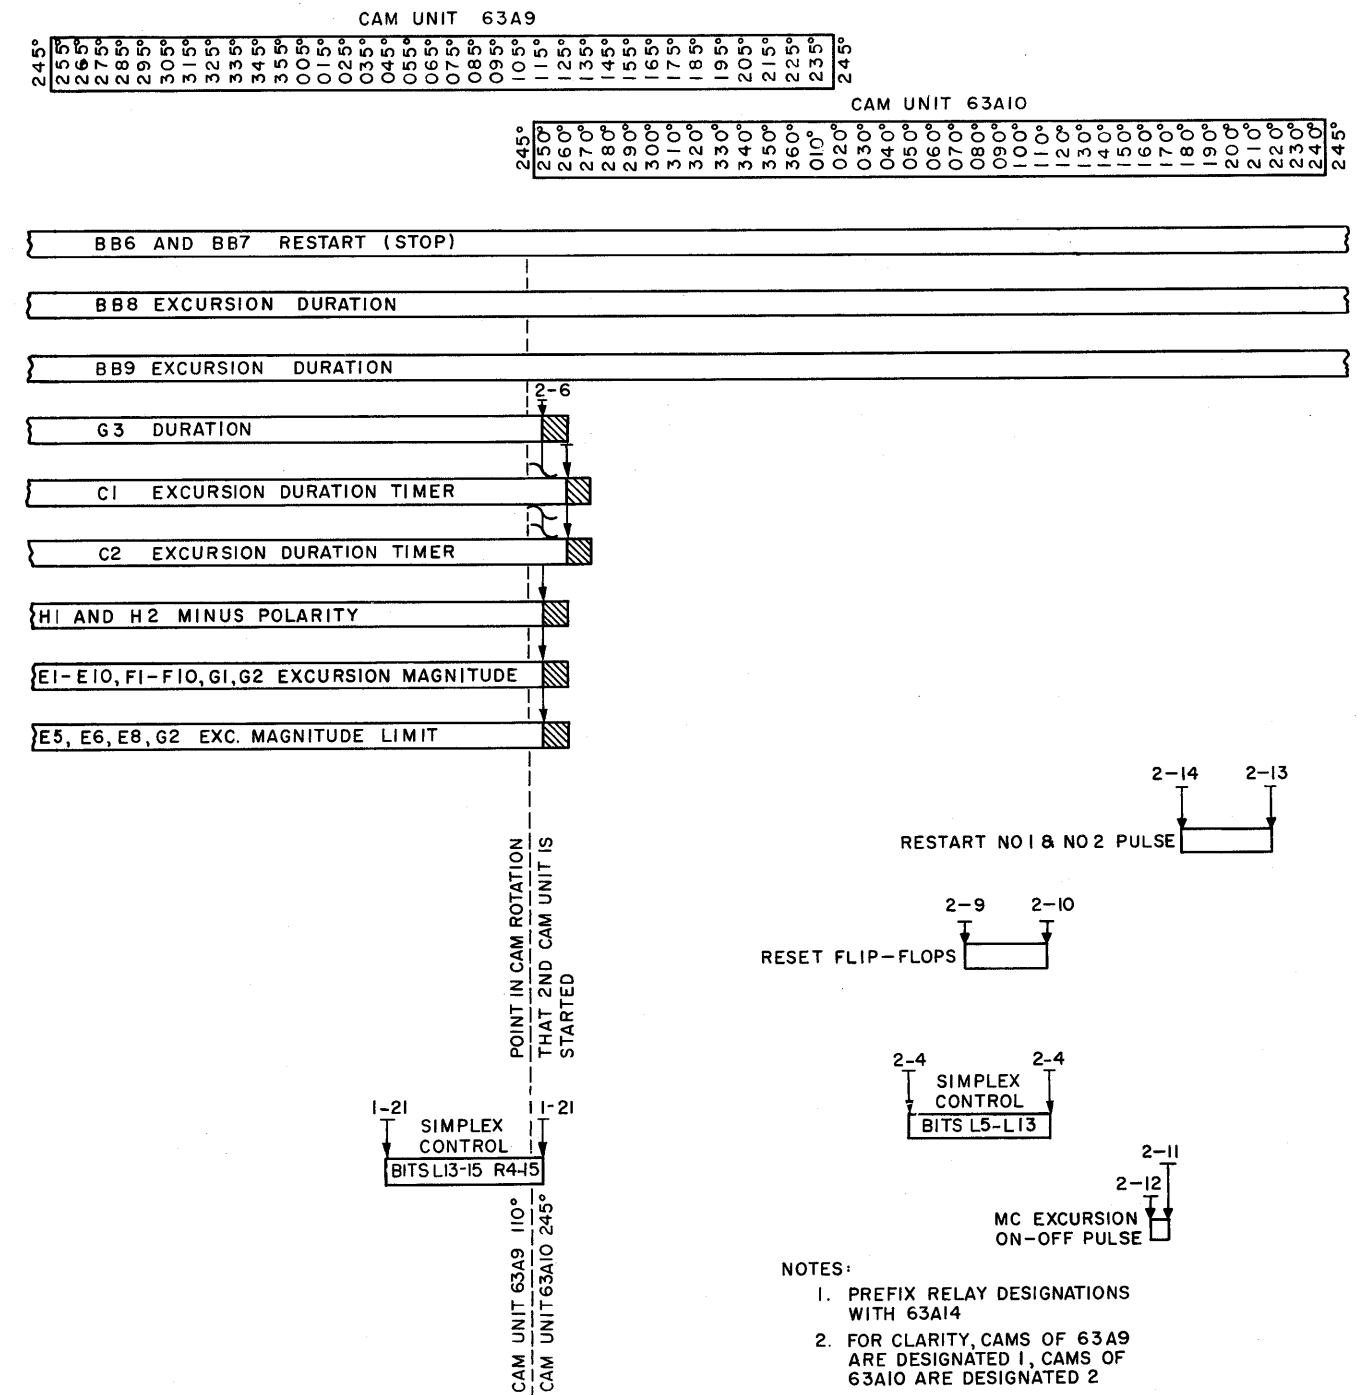 CAM UNIT 63A9
245° 255° 265° 275° 285° 295° 305° 315° 325° 335° 345° 355° 005° 015° 025° 035° 045° 055° 065° 075° 085° 095° 105° 115° 125° 135° 145° 155° 165° 175° 185° 195° 205° 215° 225° 235° 245°
CAM UNIT 63A10
245° 250° 260° 270° 280° 290° 300° 310° 320° 330° 340° 350° 360° 010° 020° 030° 040° 050° 060° 070° 080° 090° 100° 110° 120° 130° 140° 150° 160° 170° 180° 190° 200° 210° 220° 230° 240° 245°
BB6 AND BB7 RESTART (STOP)
BB8 EXCURSION DURATION
BB9 EXCURSION DURATION
2-6
G3 DURATION
C1 EXCURSION DURATION TIMER
C2 EXCURSION DURATION TIMER
H1 AND H2 MINUS POLARITY
E1-E10, F1-F10, G1, G2 EXCURSION MAGNITUDE
E5, E6, E8, G2 EXC. MAGNITUDE LIMIT
2-14 2-13
RESTART NO 1 & NO 2 PULSE
2-9 2-10
RESET FLIP-FLOPS
POINT IN CAM ROTATION
THAT 2ND CAM UNIT IS
STARTED
2-4 2-4
SIMPLEX
CONTROL
BITS L5-L13
1-21 1-21
SIMPLEX
CONTROL
BITS L13-15 R4-15
2-11
2-12
MC EXCURSION
ON-OFF PULSE
CAM UNIT 63A9 110°
CAM UNIT 63A10 245°
NOTES:
1. PREFIX RELAY DESIGNATIONS
WITH 63A14
2. FOR CLARITY, CAMS OF 63A9
ARE DESIGNATED 1, CAMS OF
63A10 ARE DESIGNATED 2